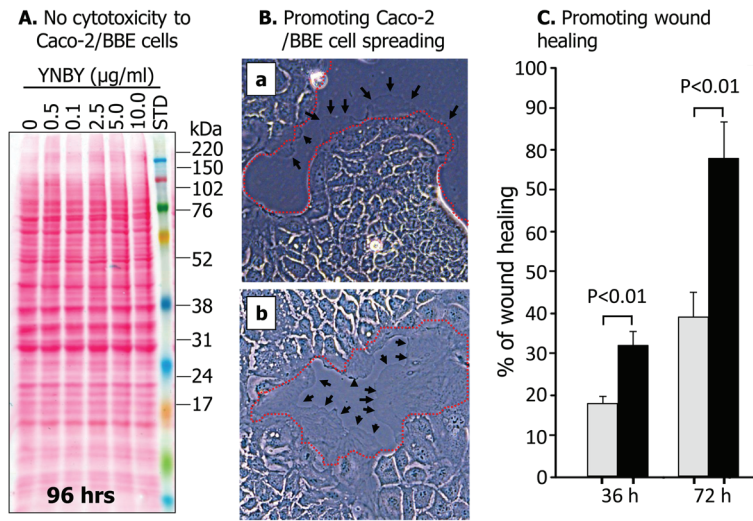 A. No cytotoxicity to
Caco-2/BBE cells
YNBY (µg/ml)
0 0.5 0.1 2.5 5.0 10.0 STD
kDa
220
150
102
76
52
38
31
24
17
96 hrs
B. Promoting Caco-2
/BBE cell spreading
a
b
C. Promoting wound
healing
% of wound healing
100
90
80
80
60
50
40
30
20
10
0
P<0.01
P<0.01
36 h 72 h